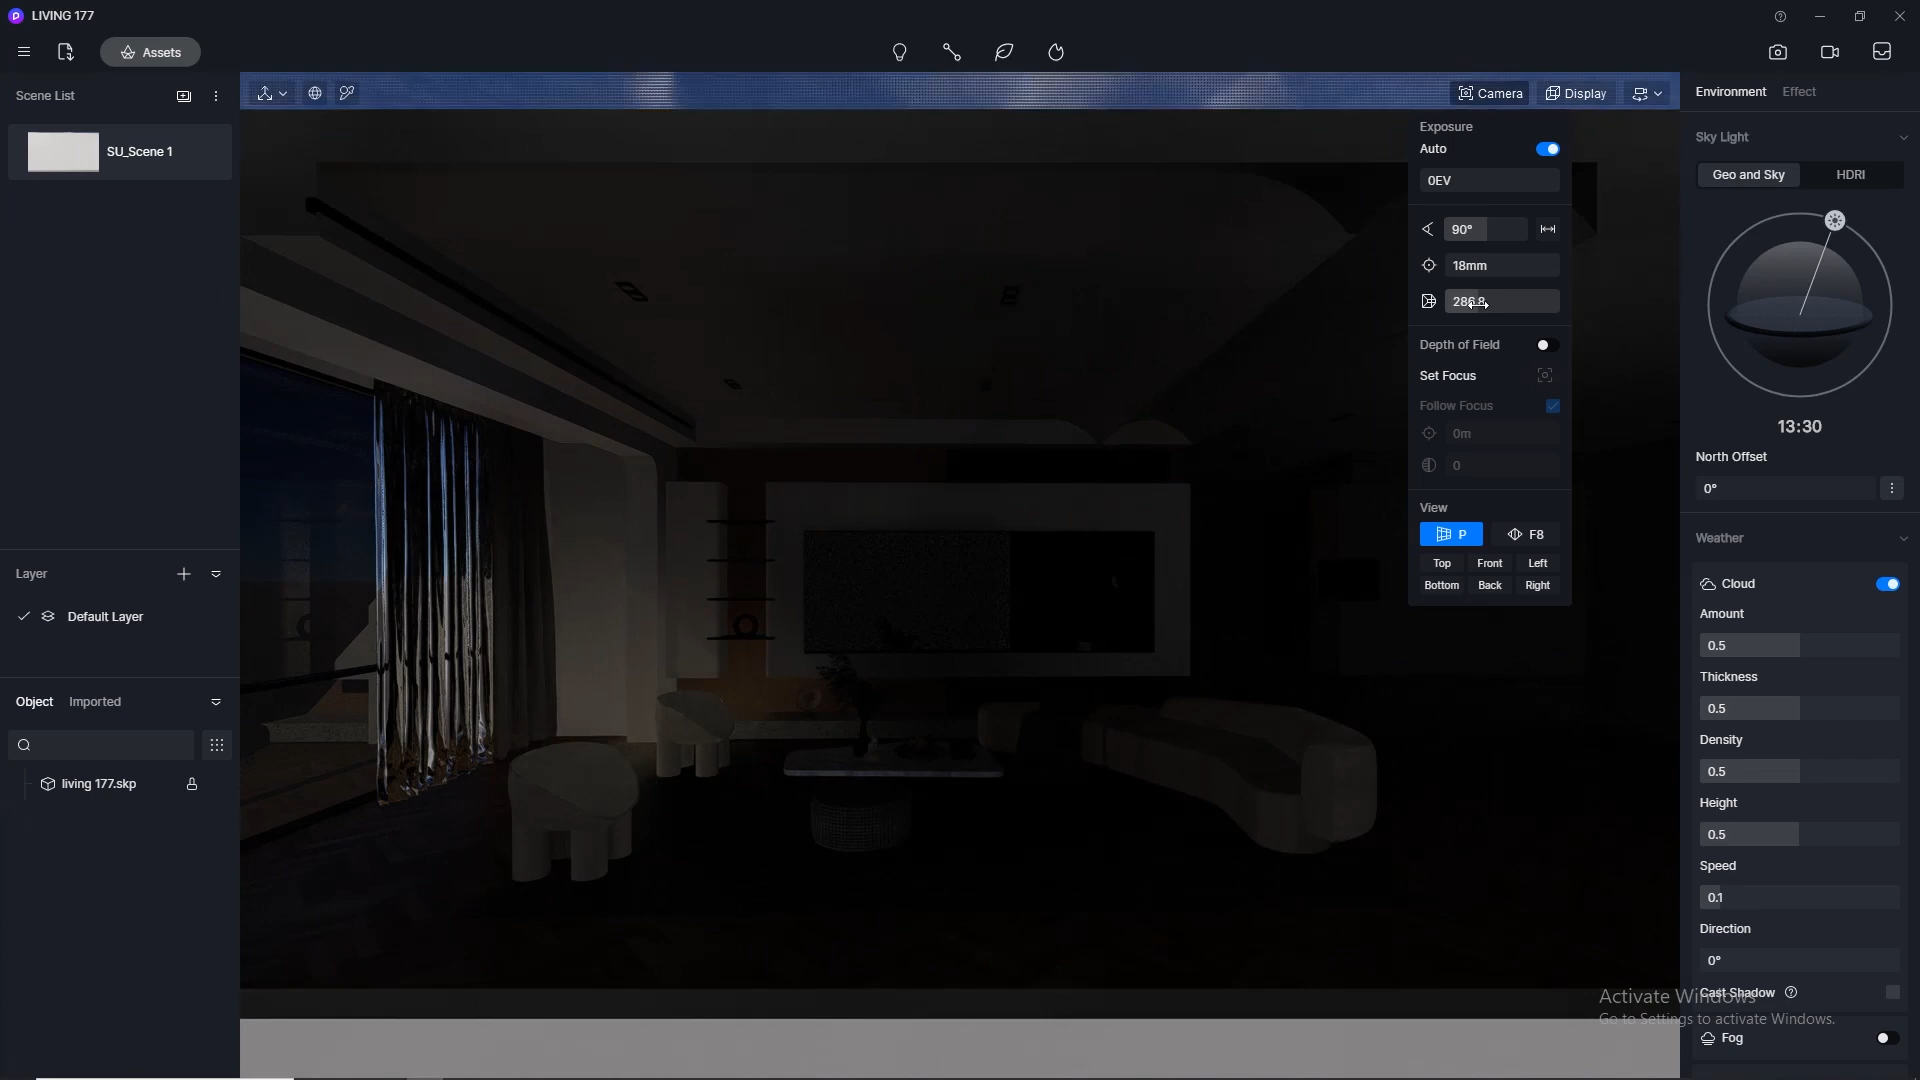 LIVING 177
Assets
Scene List
SU_Scene 1
Layer
Default Layer
Object
Imported
living 177.skp
Camera
Display
Exposure
Auto
0EV
90°
18mm
286.8
Depth of Field
Set Focus
Follow Focus
0m
0
View
P
F8
Top
Front
Left
Bottom
Back
Right
Environment
Effect
Sky Light
Geo and Sky
HDRI
13:30
North Offset
0°
Weather
Cloud
Amount
0.5
Thickness
0.5
Density
0.5
Height
0.5
Speed
0.1
Direction
0°
Cast Shadow
Activate Windows
Go to Settings to activate Windows.
Fog